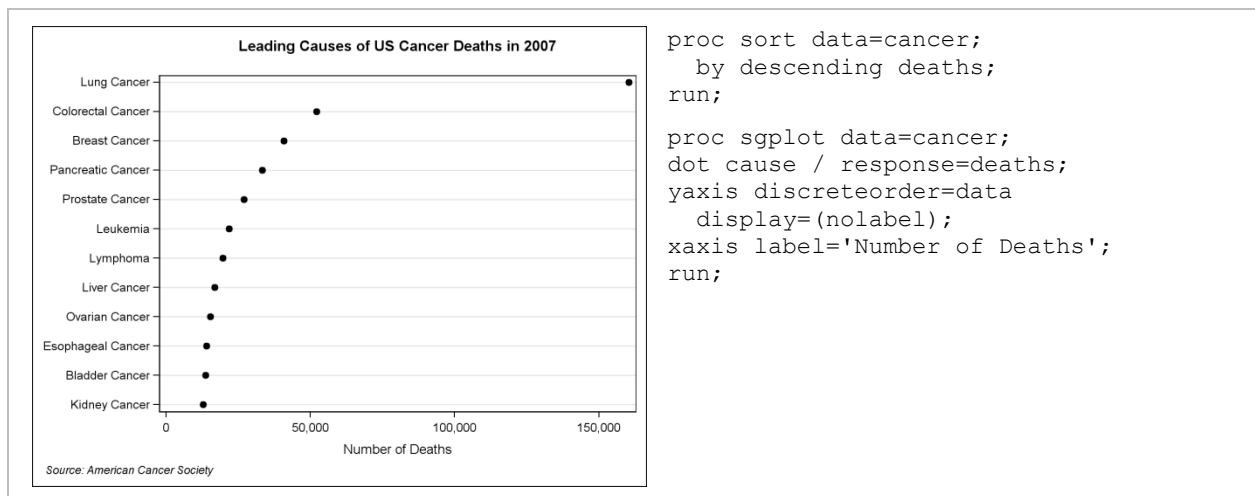 Leading Causes of US Cancer Deaths in 2007
Lung Cancer
Colorectal Cancer
Breast Cancer
Pancreatic Cancer
Prostate Cancer
Leukemia
Lymphoma
Liver Cancer
Ovarian Cancer
Esophageal Cancer
Bladder Cancer
Kidney Cancer
0 50,000 100,000 150,000
Number of Deaths
Source: American Cancer Society
proc sort data=cancer;
by descending deaths;
run;
proc sgplot data=cancer;
dot cause / response=deaths;
yaxis discreteorder=data
display=(nolabel);
xaxis label='Number of Deaths';
run;